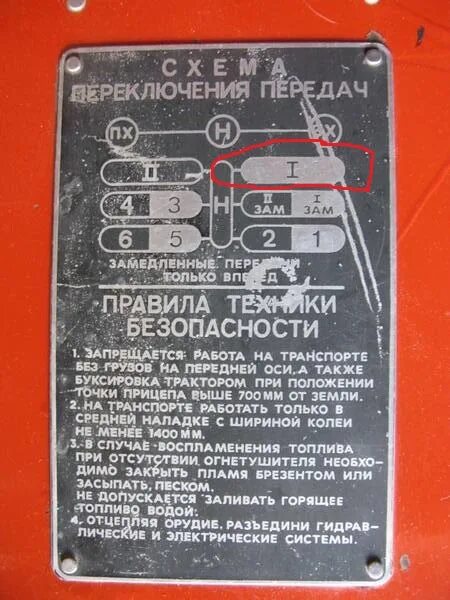 СХЕМА
ПЕРЕКЛЮЧЕНИЯ ПЕРЕДАЧ
ПХ Н ЗХ
II I
4 3 Н II ЗАМ I ЗАМ
6 5 2 1
ЗАМЕДЛЕННЫЕ ПЕРЕДАЧИ
ТОЛЬКО ВПЕРЕД
ПРАВИЛА ТЕХНИКИ
БЕЗОПАСНОСТИ
1. ЗАПРЕЩАЕТСЯ РАБОТА НА ТРАНСПОРТЕ
БЕЗ ГРУЗОВ НА ПЕРЕДНЕЙ ОСИ, А ТАКЖЕ
БУКСИРОВКА ТРАКТОРОМ ПРИ ПОЛОЖЕНИИ
ТОЧКИ ПРИЦЕПА ВЫШЕ 700 ММ ОТ ЗЕМЛИ.
2. НА ТРАНСПОРТЕ РАБОТАТЬ ТОЛЬКО В
СРЕДНЕЙ НАЛАДКЕ С ШИРИНОЙ КОЛЕИ
НЕ МЕНЕЕ 1400 ММ.
3. В СЛУЧАЕ ВОСПЛАМЕНЕНИЯ ТОПЛИВА
ПРИ ОТСУТСТВИИ ОГНЕТУШИТЕЛЯ НЕОБХО-
ДИМО ЗАКРЫТЬ ПЛАМЯ БРЕЗЕНТОМ ИЛИ
ЗАСЫПАТЬ, ПЕСКОМ.
НЕ ДОПУСКАЕТСЯ ЗАЛИВАТЬ ГОРЯЩЕЕ
ТОПЛИВО ВОДОЙ.
4. ОТЦЕПЛЯЯ ОРУДИЕ, РАЗЪЕДИНИ ГИДРАВ-
ЛИЧЕСКИЕ И ЭЛЕКТРИЧЕСКИЕ СИСТЕМЫ.